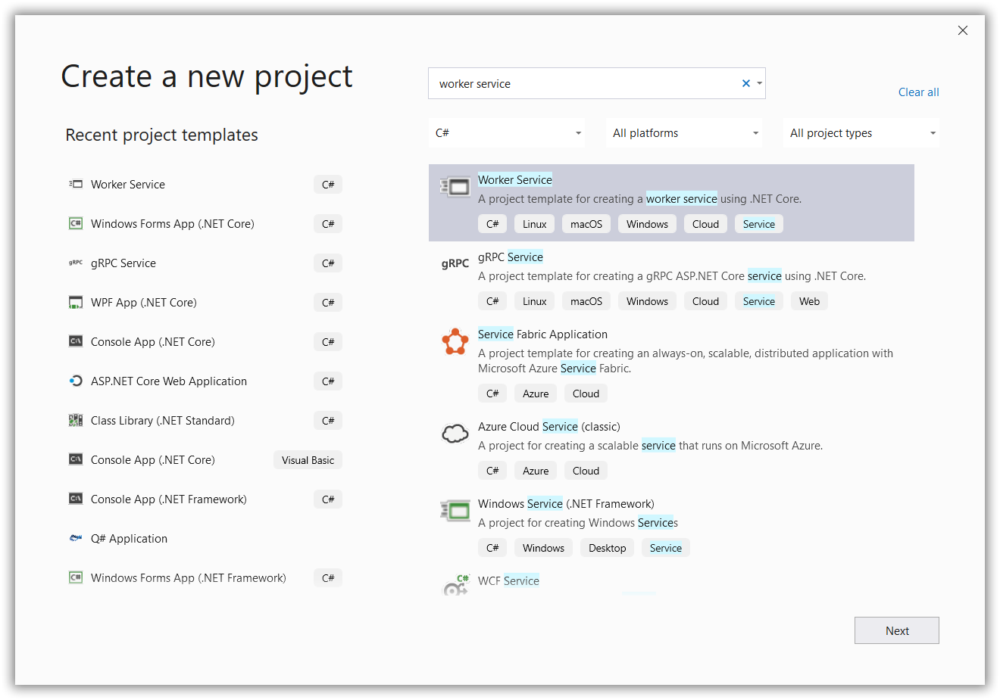 Create a new project
Recent project templates
Worker Service C#
Windows Forms App (.NET Core) C#
gRPC gRPC Service C#
WPF App (.NET Core) C#
C:\ Console App (.NET Core) C#
ASP.NET Core Web Application C#
Class Library (.NET Standard) C#
C:\ Console App (.NET Core) Visual Basic
C:\ Console App (.NET Framework) C#
Q# Application
C# Windows Forms App (.NET Framework) C#
worker service
Clear all
C# All platforms All project types
Worker Service
A project template for creating a worker service using .NET Core.
C# Linux macOS Windows Cloud Service
gRPC gRPC Service
A project template for creating a gRPC ASP.NET Core service using .NET Core.
C# Linux macOS Windows Cloud Service Web
Service Fabric Application
A project template for creating an always-on, scalable, distributed application with
Microsoft Azure Service Fabric.
C# Azure Cloud
Azure Cloud Service (classic)
A project for creating a scalable service that runs on Microsoft Azure.
C# Azure Cloud
Windows Service (.NET Framework)
A project for creating Windows Services
C# Windows Desktop Service
C# WCF Service
Next